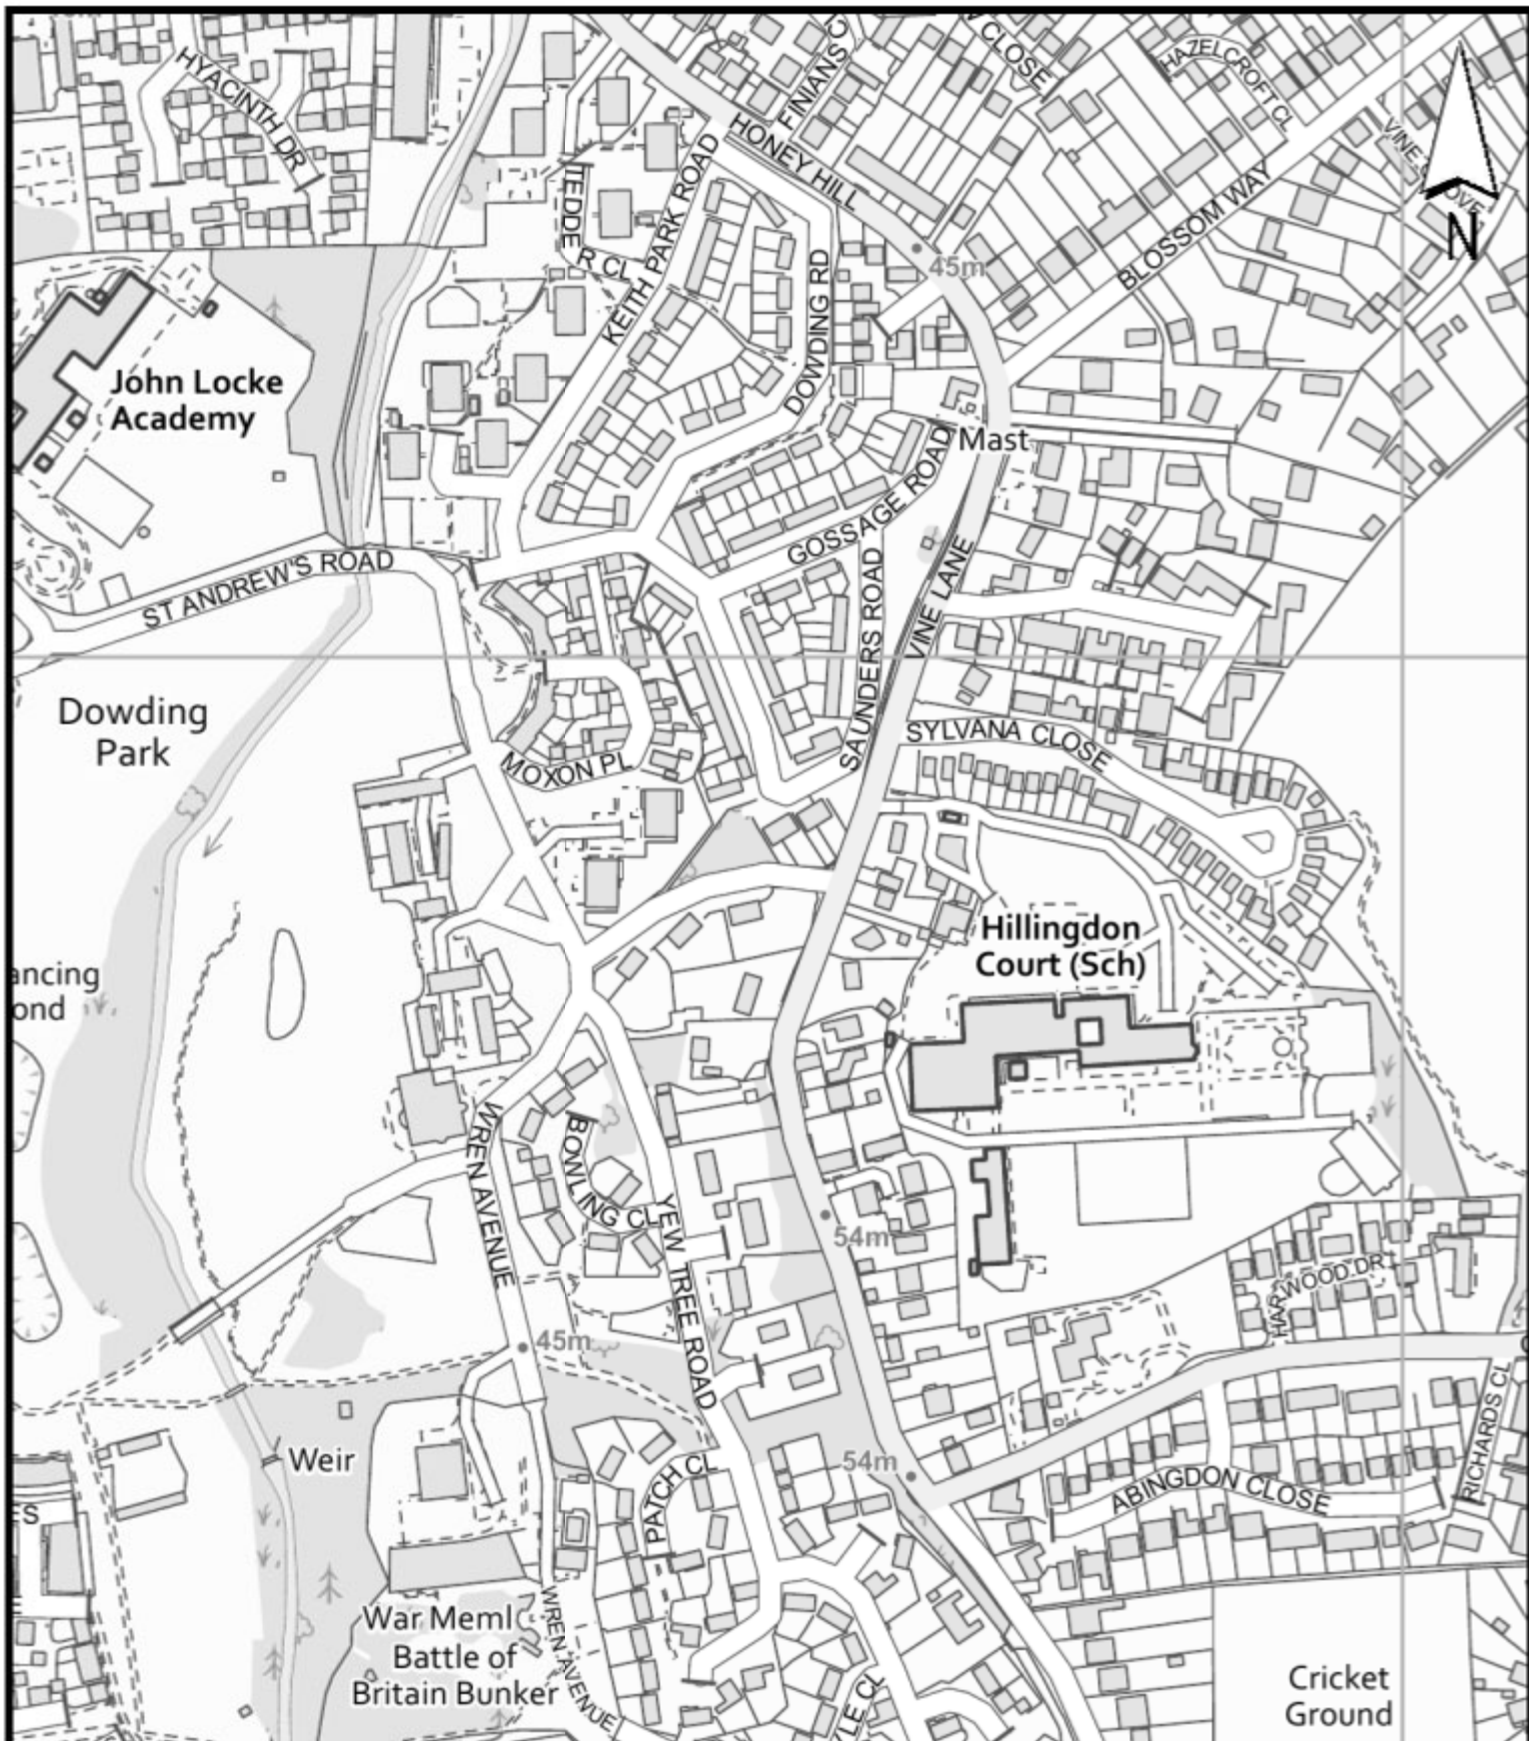 HYACINTH DR
FINIANS C
CLOSE
HAZELCROFT CL
HONEY HILL
TEDDER CL
KEITH PARK ROAD
BLOSSOM WAY
N
DOWDING RD
45m
John Locke
Academy
Mast
GOSSAGE ROAD
ST ANDREW'S ROAD
SAUNDERS ROAD
VINE LANE
Dowding
Park
MOXON PL
SYLVANA CLOSE
Hillingdon
Court (Sch)
ancing
ond
WREN AVENUE
BOWLING CL
YEW TREE ROAD
54m
HARWOOD DR
45m
Weir
54m
PATCH CL
ABINGDON CLOSE
RICHARDS CL
ES
War Meml
Battle of
Britain Bunker
WREN AVENUE
LE CL
Cricket
Ground